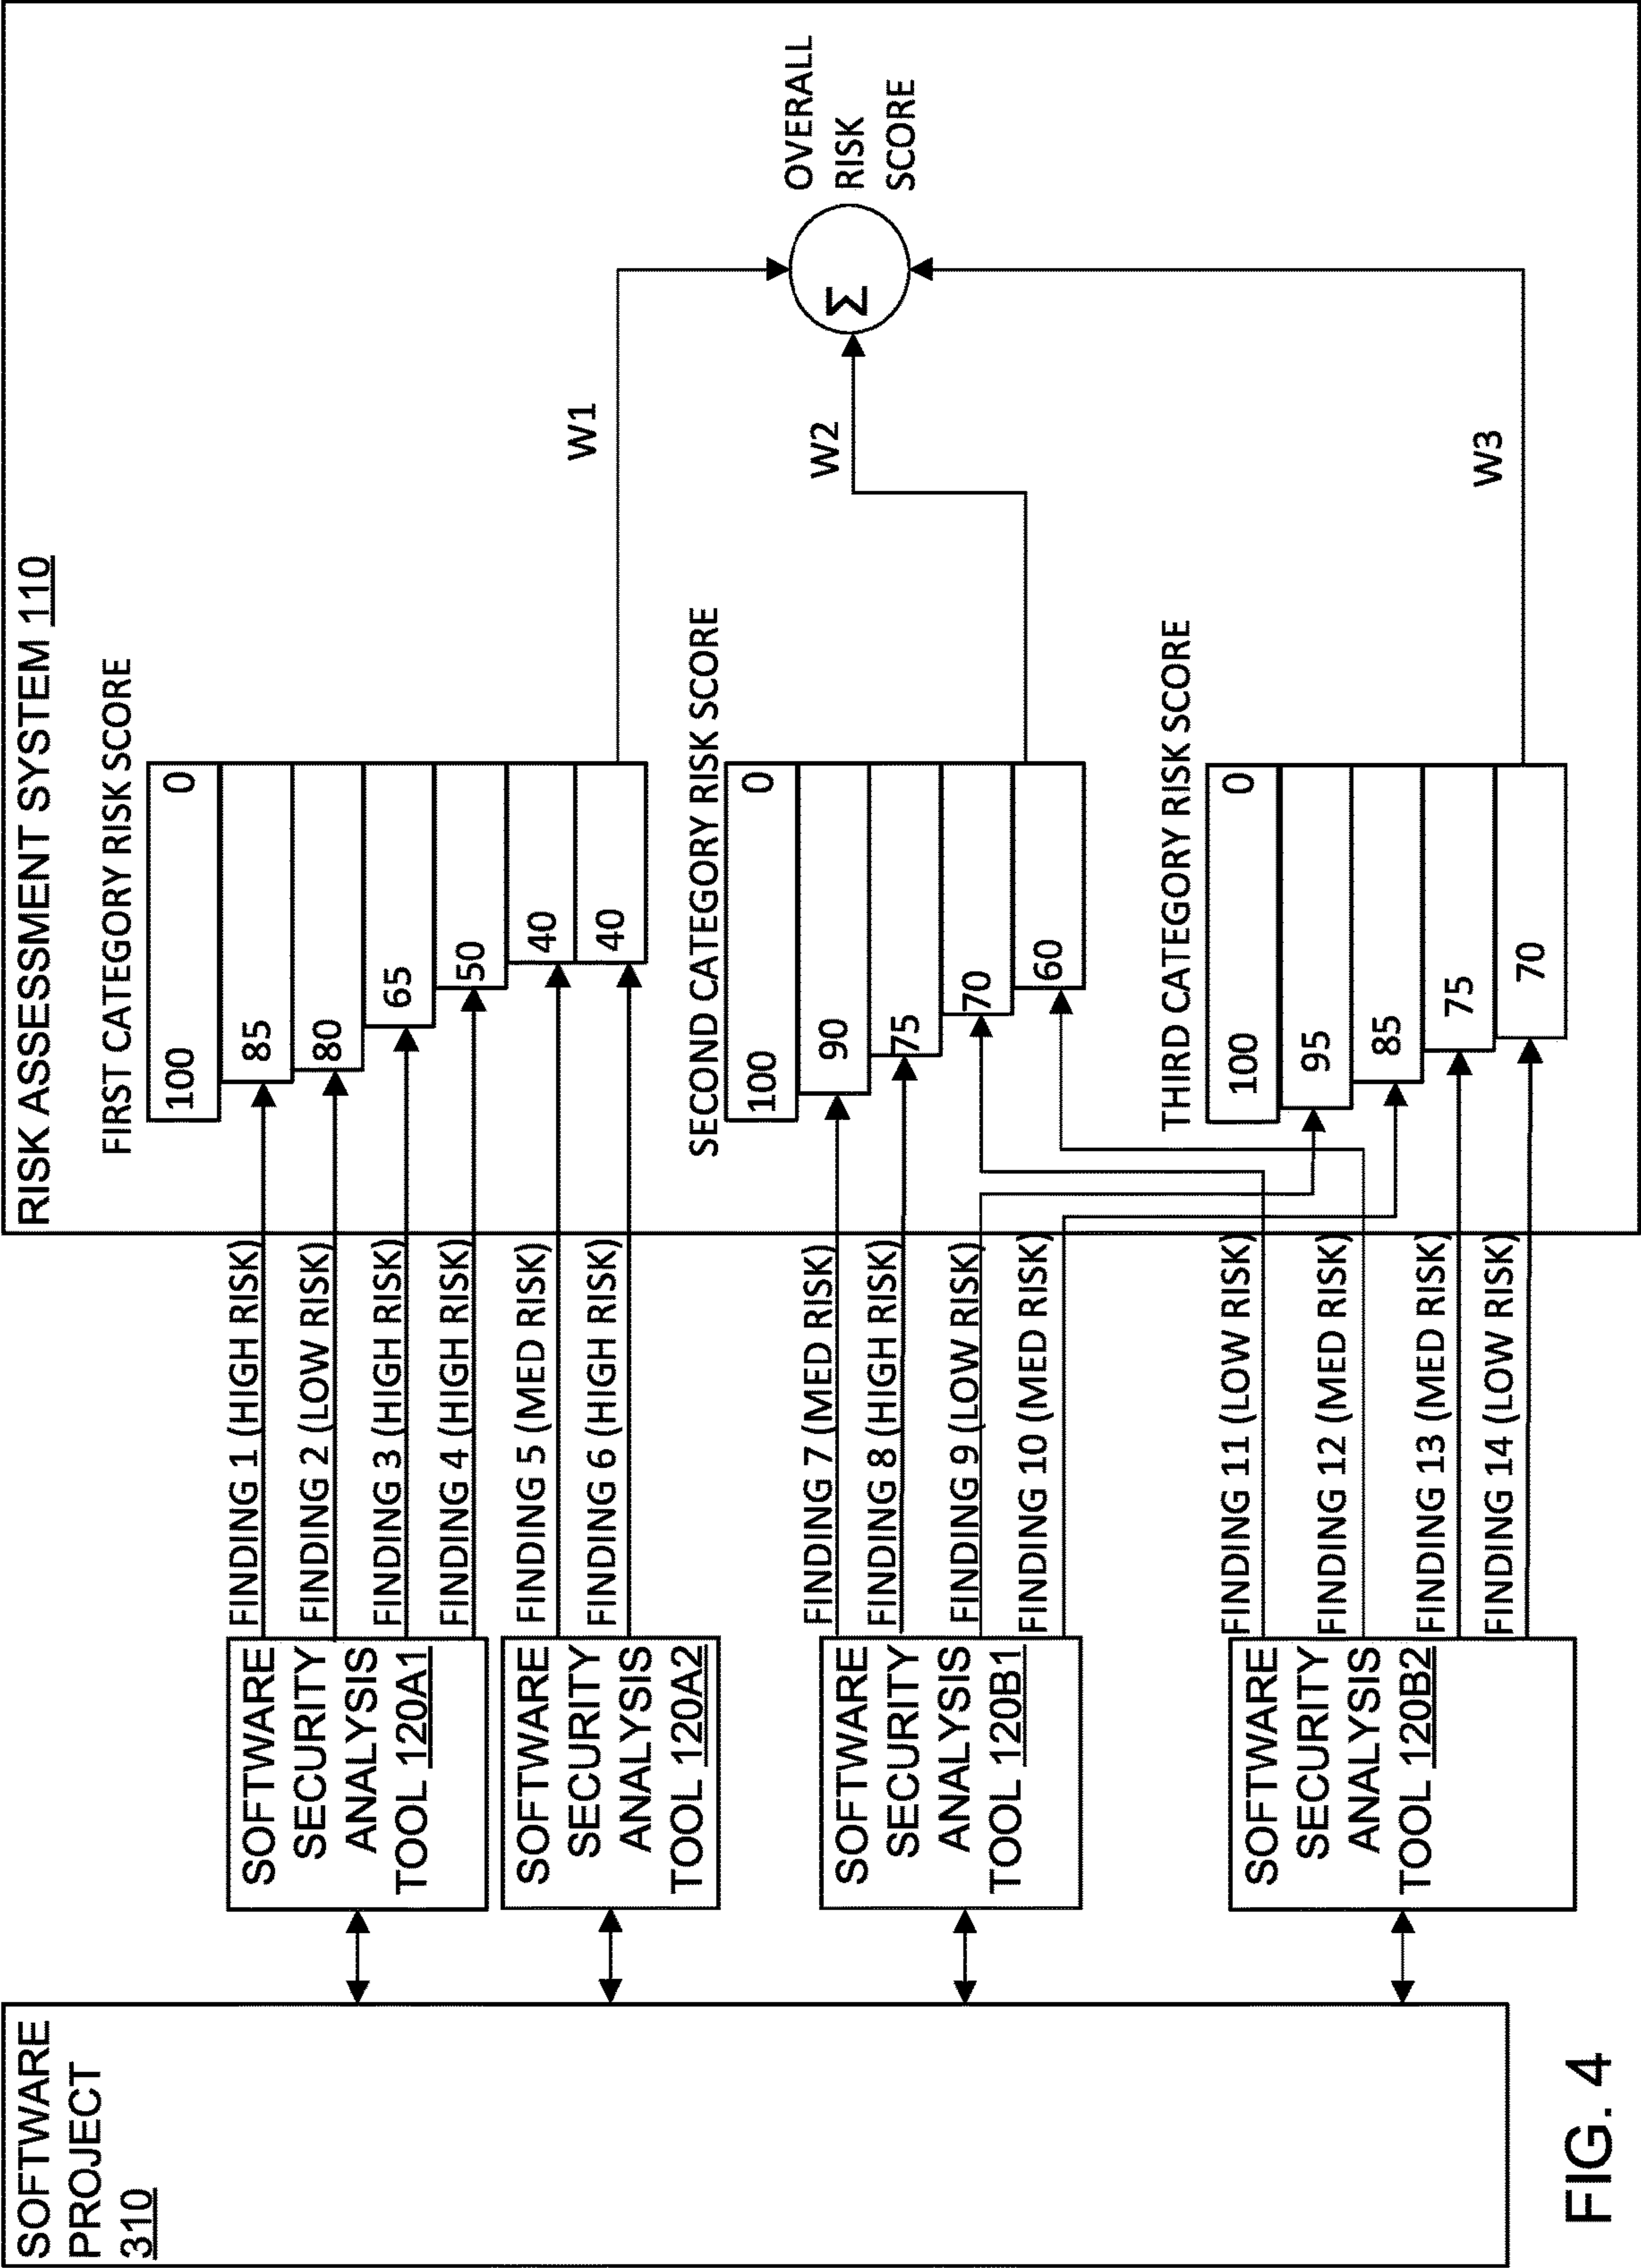 SOFTWARE
PROJECT
310
SOFTWARE
SECURITY
ANALYSIS
TOOL 120A1
SOFTWARE
SECURITY
ANALYSIS
TOOL 120A2
SOFTWARE
SECURITY
ANALYSIS
TOOL 120B1
SOFTWARE
SECURITY
ANALYSIS
TOOL 120B2
FINDING 1 (HIGH RISK)
FINDING 2 (LOW RISK)
FINDING 3 (HIGH RISK)
FINDING 4 (HIGH RISK)
FINDING 5 (MED RISK)
FINDING 6 (HIGH RISK)
FINDING 7 (MED RISK)
FINDING 8 (HIGH RISK)
FINDING 9 (LOW RISK)
FINDING 10 (MED RISK)
FINDING 11 (LOW RISK)
FINDING 12 (MED RISK)
FINDING 13 (MED RISK)
FINDING 14 (LOW RISK)
RISK ASSESSMENT SYSTEM 110
FIRST CATEGORY RISK SCORE
100 0
85
80
65
50
40
40
SECOND CATEGORY RISK SCORE
100 0
90
75
70
60
THIRD CATEGORY RISK SCORE
100 0
95
85
75
70
W1
W2
W3
Σ
OVERALL
RISK
SCORE
FIG. 4